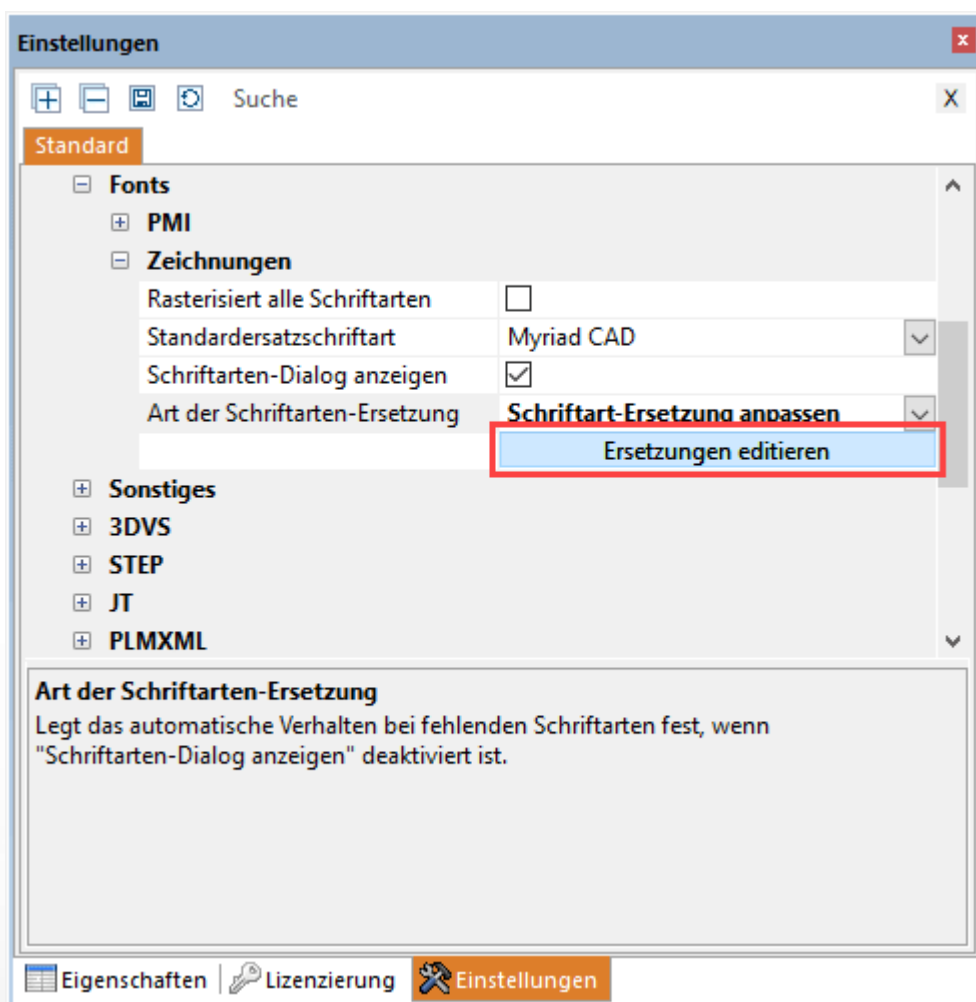 Einstellungen
x
Suche
X
Standard
Fonts
PMI
Zeichnungen
Rasterisiert alle Schriftarten
Standardersatzschriftart Myriad CAD
Schriftarten-Dialog anzeigen
Art der Schriftarten-Ersetzung Schriftart-Ersetzung anpassen
Ersetzungen editieren
Sonstiges
3DVS
STEP
JT
PLMXML
Art der Schriftarten-Ersetzung
Legt das automatische Verhalten bei fehlenden Schriftarten fest, wenn
"Schriftarten-Dialog anzeigen" deaktiviert ist.
Eigenschaften Lizenzierung Einstellungen